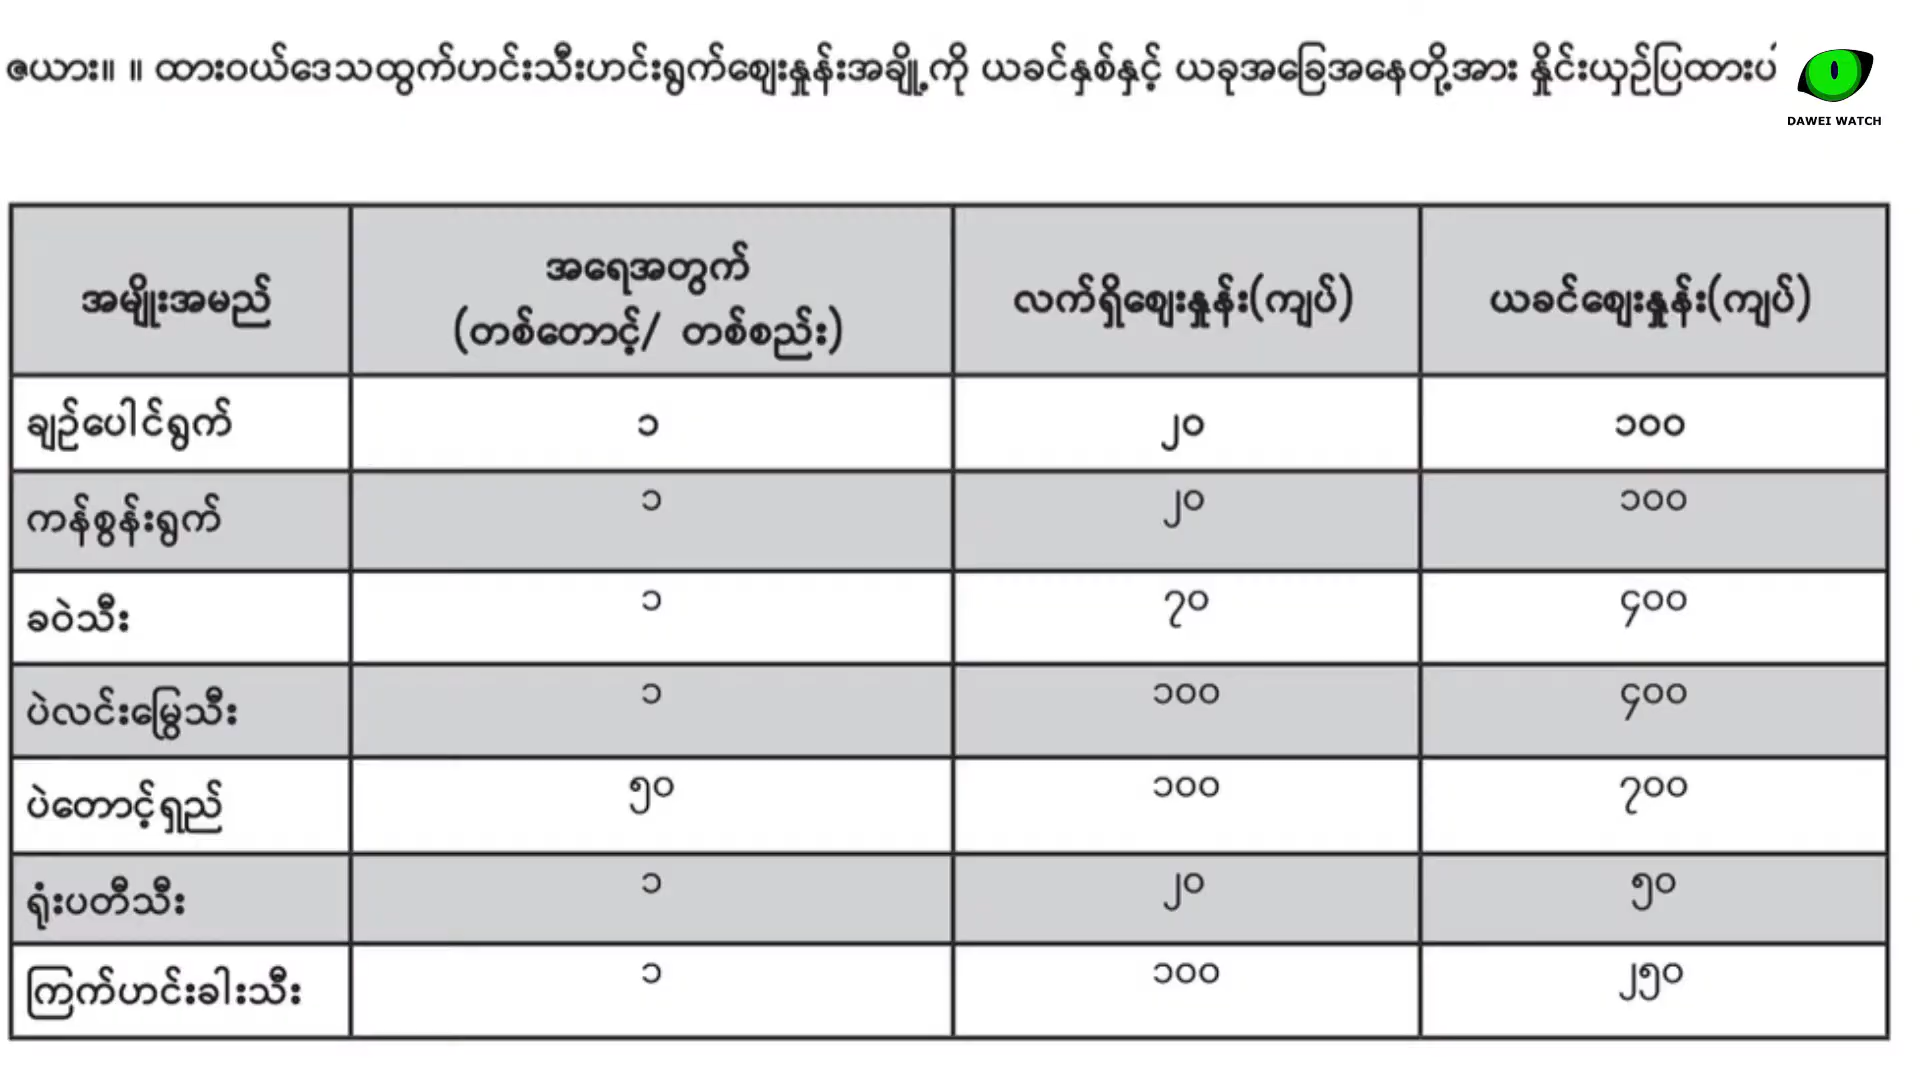 ဇယား။ ။ ထားဝယ်ဒေသထွက်ဟင်းသီးဟင်းရွက်ဈေးနှုန်းအချို့ကို ယခင်နှစ်နှင့် ယခုအခြေအနေတို့အား နှိုင်းယှဉ်ပြထားပ
DAWEI WATCH
အမျိုးအမည်
အရေအတွက်
(တစ်တောင့်/ တစ်စည်း)
လက်ရှိဈေးနှုန်း(ကျပ်)
ယခင်ဈေးနှုန်း(ကျပ်)
ချဉ်ပေါင်ရွက် ၁ ၂၀ ၁၀၀
ကန်စွန်းရွက် ၁ ၂၀ ၁၀၀
ခဝဲသီး ၁ ၇၀ ၄၀၀
ပဲလင်းမြွေသီး ၁ ၁၀၀ ၄၀၀
ပဲတောင့်ရှည် ၅၀ ၁၀၀ ၇၀၀
ရုံးပတီသီး ၁ ၂၀ ၅၀
ကြက်ဟင်းခါးသီး ၁ ၁၀၀ ၂၅၀